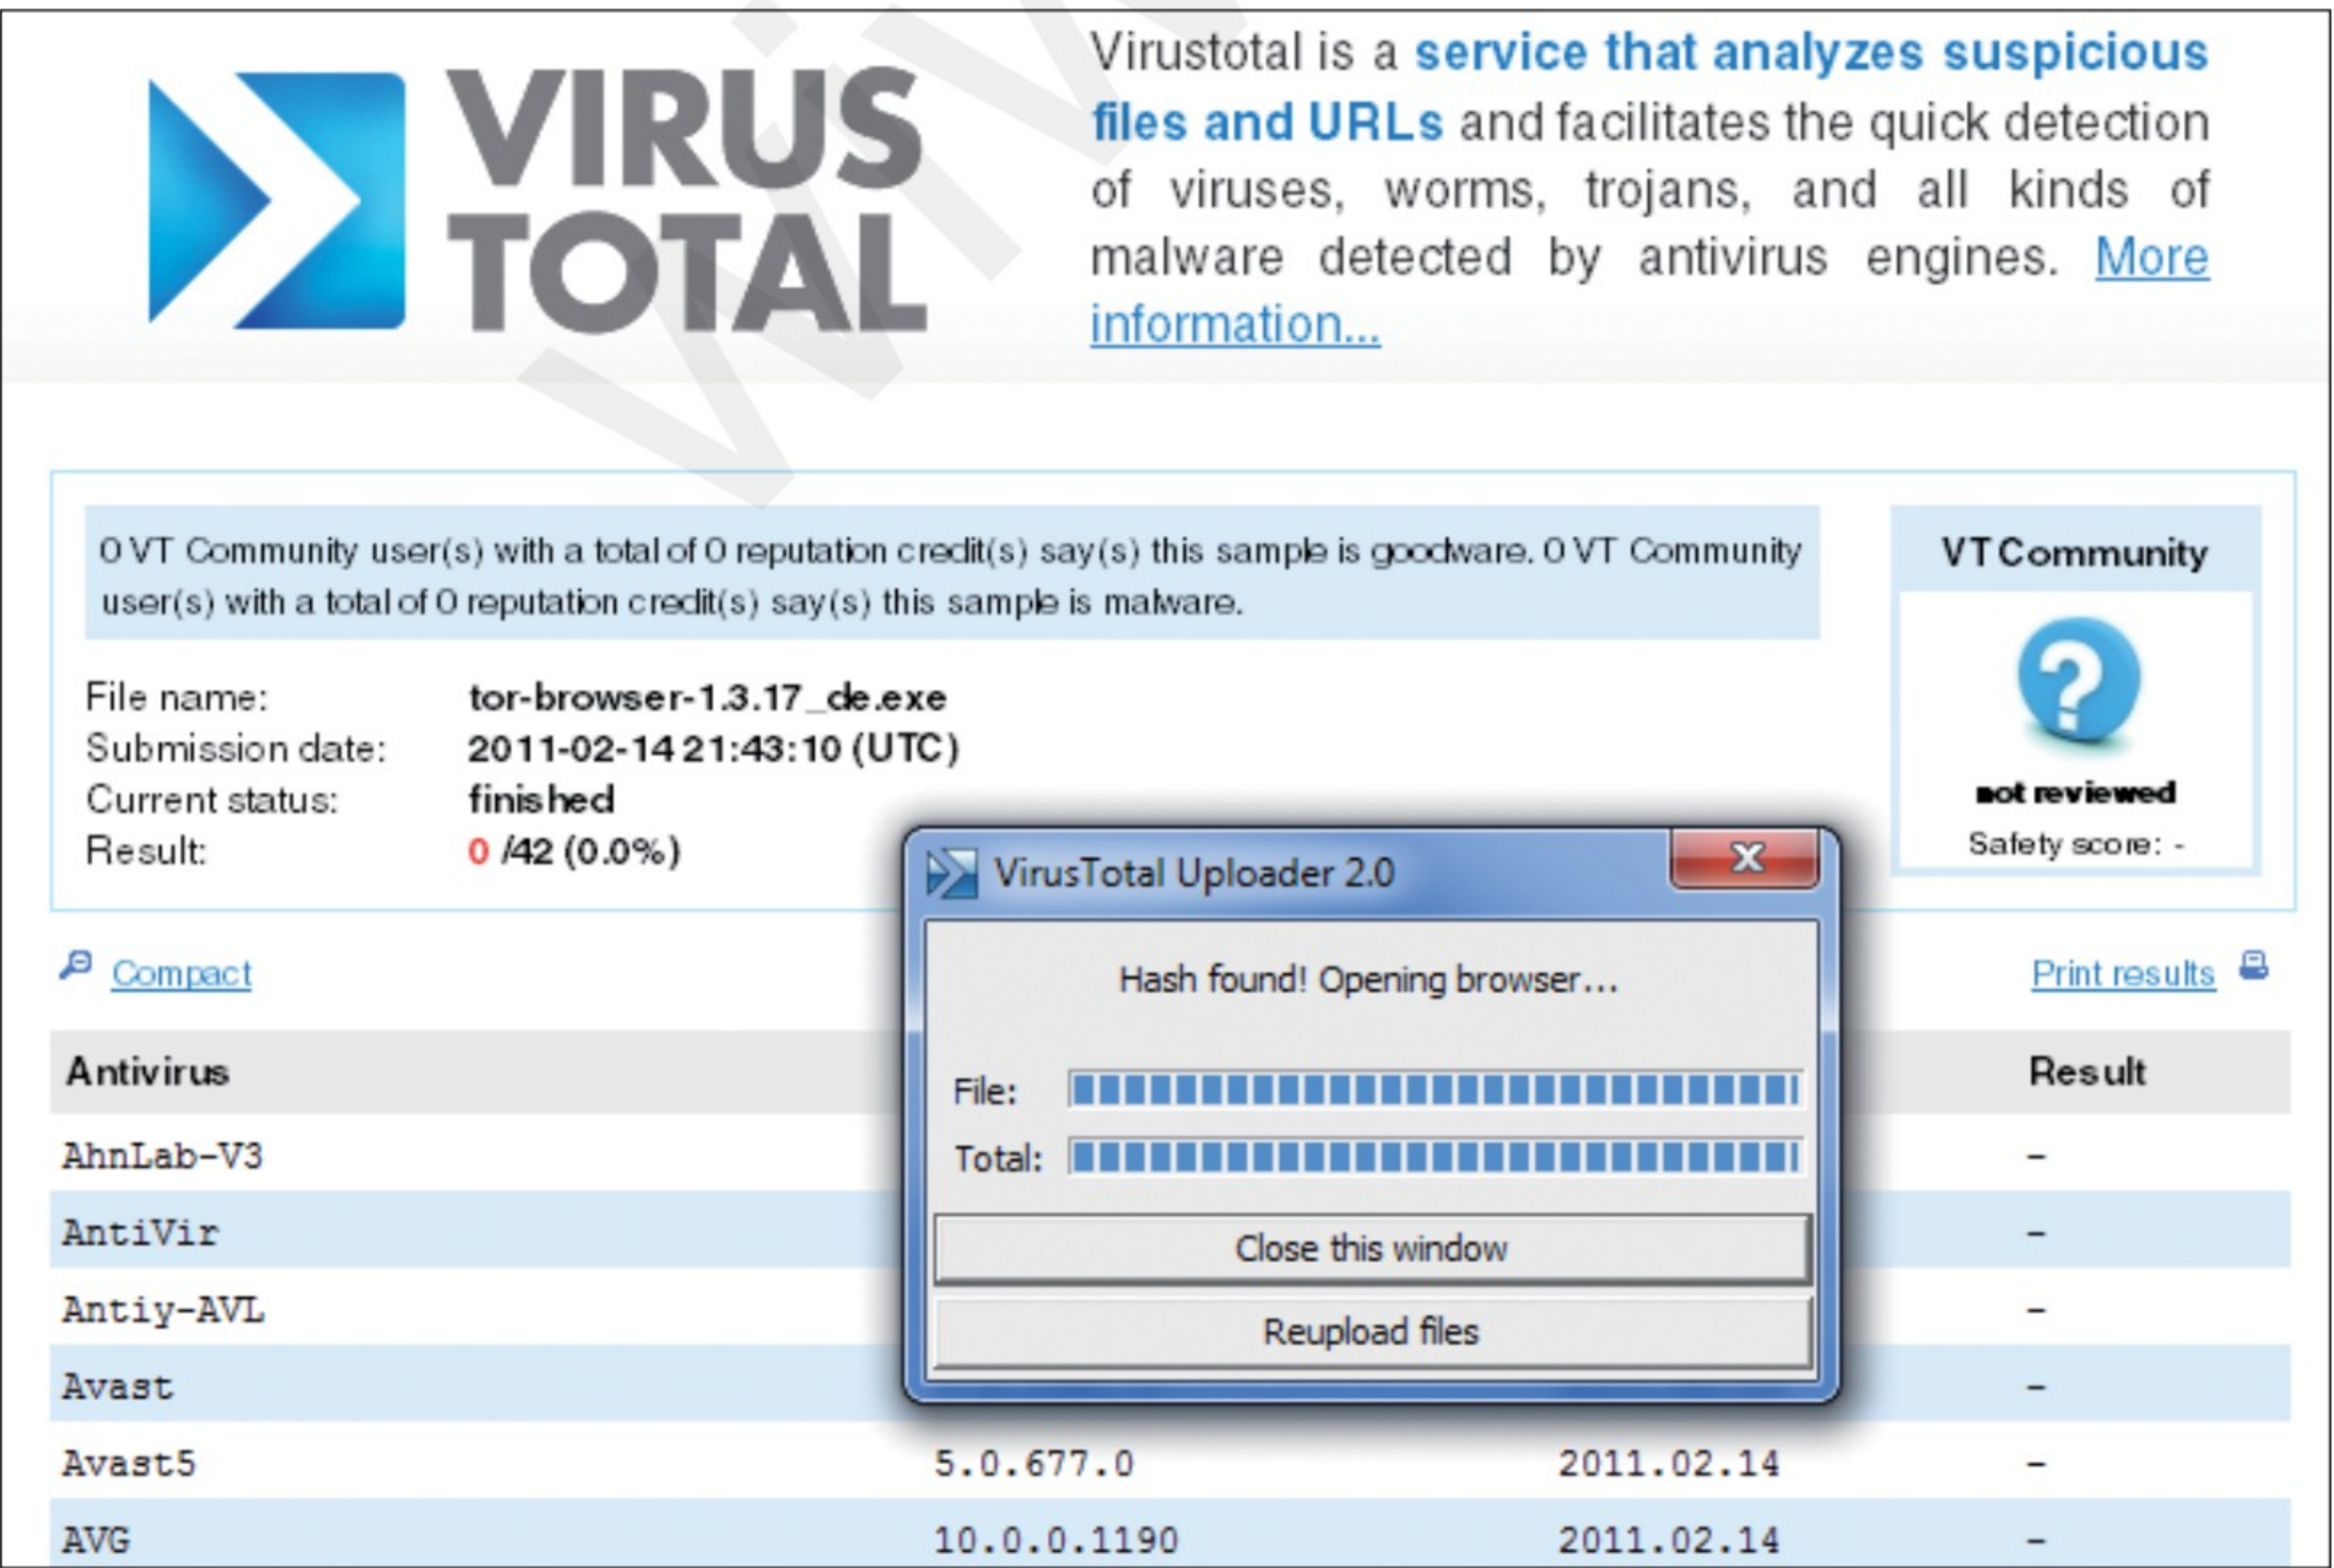 VIRUS
TOTAL
Virustotal is a service that analyzes suspicious
files and URLs and facilitates the quick detection
of viruses, worms, trojans, and all kinds of
malware detected by antivirus engines. More
information...
0 VT Community user(s) with a total of 0 reputation credit(s) say(s) this sample is goodware. 0 VT Community
user(s) with a total of 0 reputation credit(s) say(s) this sample is malware.
VT Community
not reviewed
Safety score: -
File name: tor-browser-1.3.17_de.exe
Submission date: 2011-02-14 21:43:10 (UTC)
Current status: finished
Result: 0 /42 (0.0%)
VirusTotal Uploader 2.0
Hash found! Opening browser...
File:
Total:
Close this window
Reupload files
Compact
Print results
Antivirus Result
AhnLab-V3 -
AntiVir -
Antiy-AVL -
Avast -
Avast5 5.0.677.0 2011.02.14 -
AVG 10.0.0.1190 2011.02.14 -